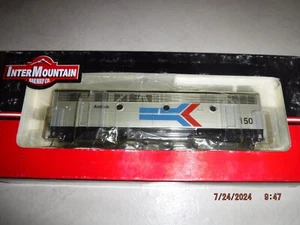 INTERMOUNTAIN
RAILWAY CO.
Amtrak
150
7/24/2024 9:47